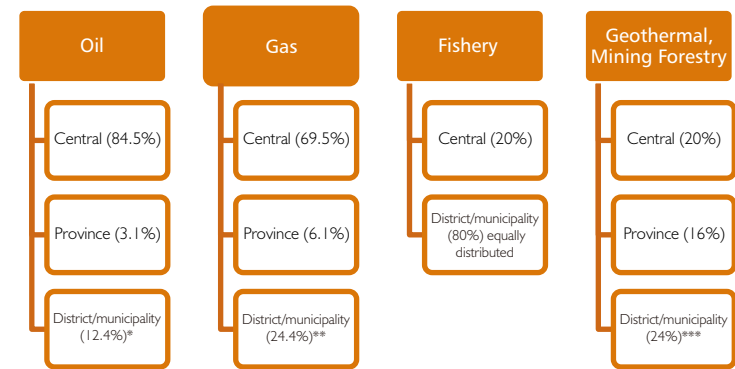 Oil
Central (84.5%)
Province (3.1%)
District/municipality
(12.4%)*
Gas
Central (69.5%)
Province (6.1%)
District/municipality
(24.4%)**
Fishery
Central (20%)
District/municipality
(80%) equally
distributed
Geothermal,
Mining Forestry
Central (20%)
Province (16%)
District/municipality
(24%)***